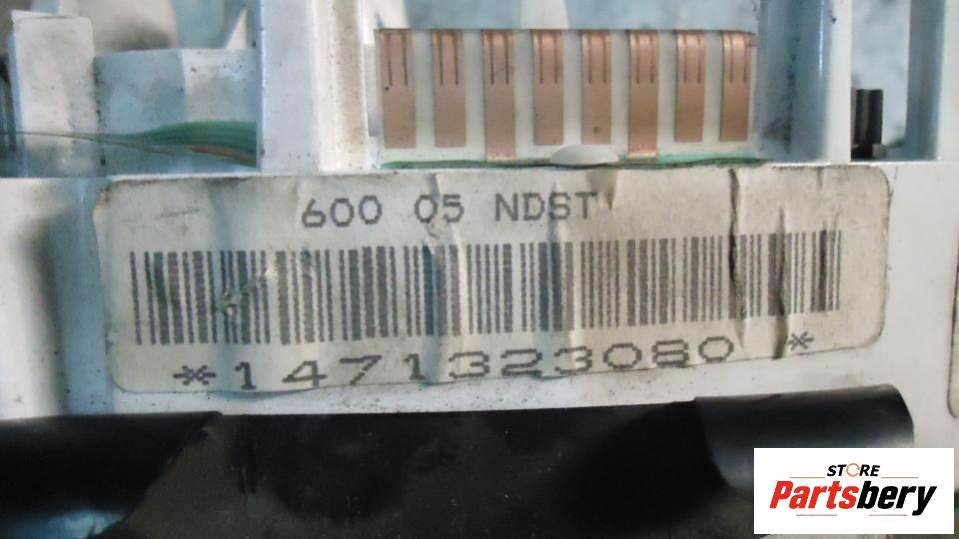 600 05 NDST
*1471323080 *
STORE
Partsbery